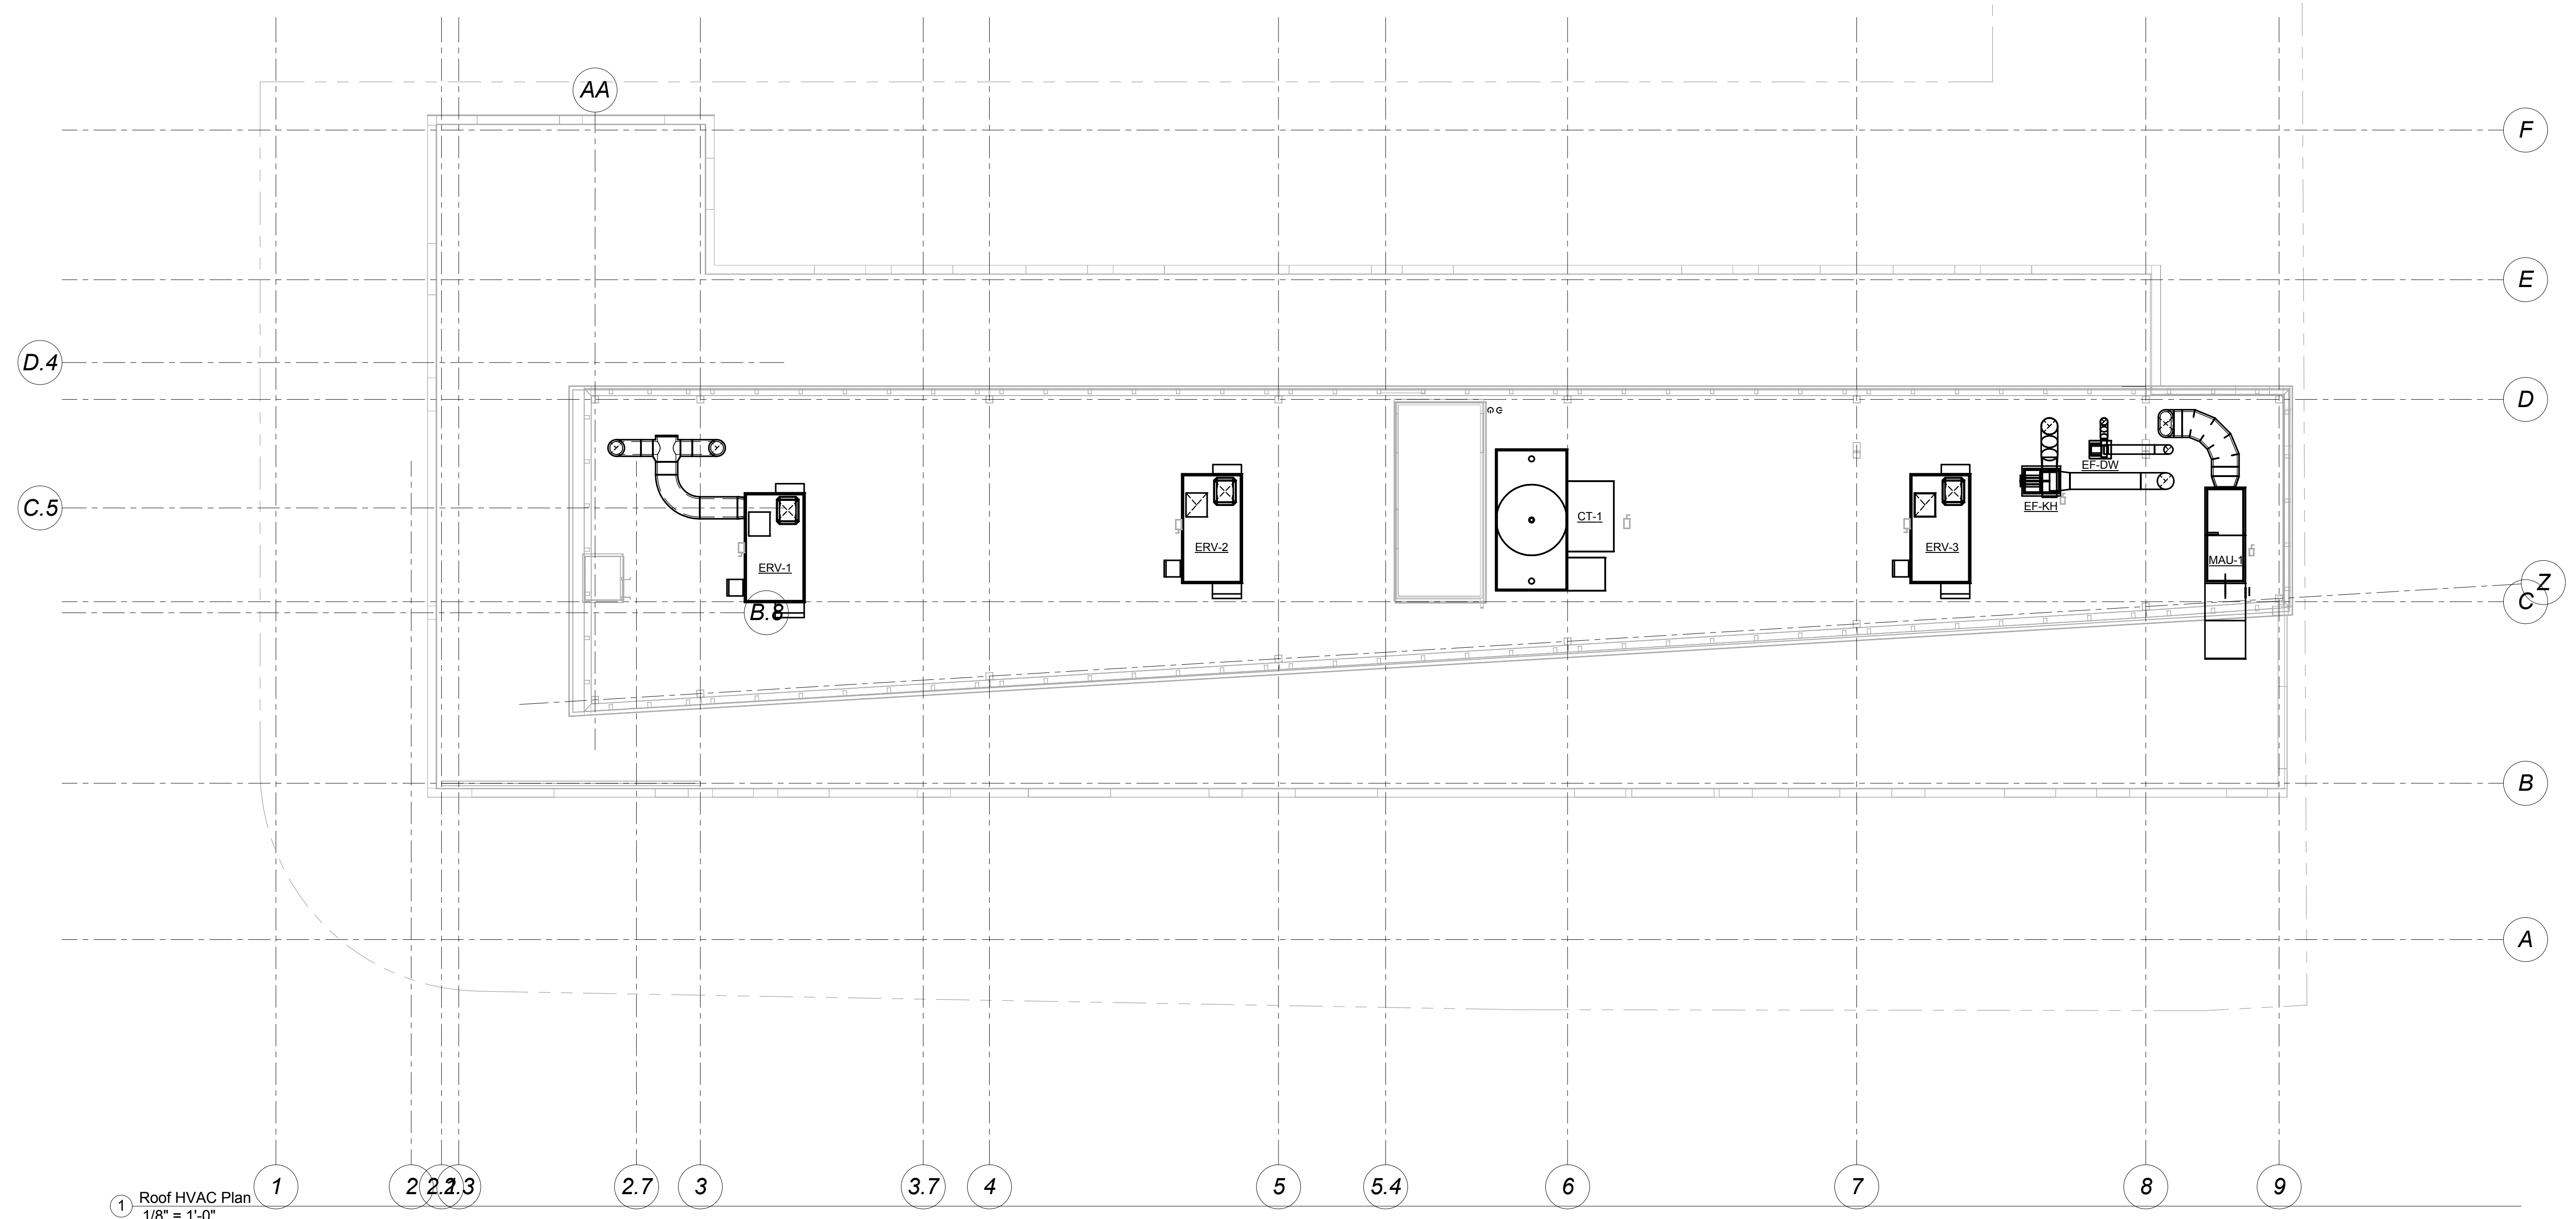 AA
F
E
D.4
D
EF-DW
C.5
EF-KH
CT-1
ERV-2
ERV-3
MAU-1
ERV-1
Z
C
B.8
B
A
1
2
2.3
2.7
3
3.7
4
5
5.4
6
7
8
9
1 Roof HVAC Plan
1/8" = 1'-0"